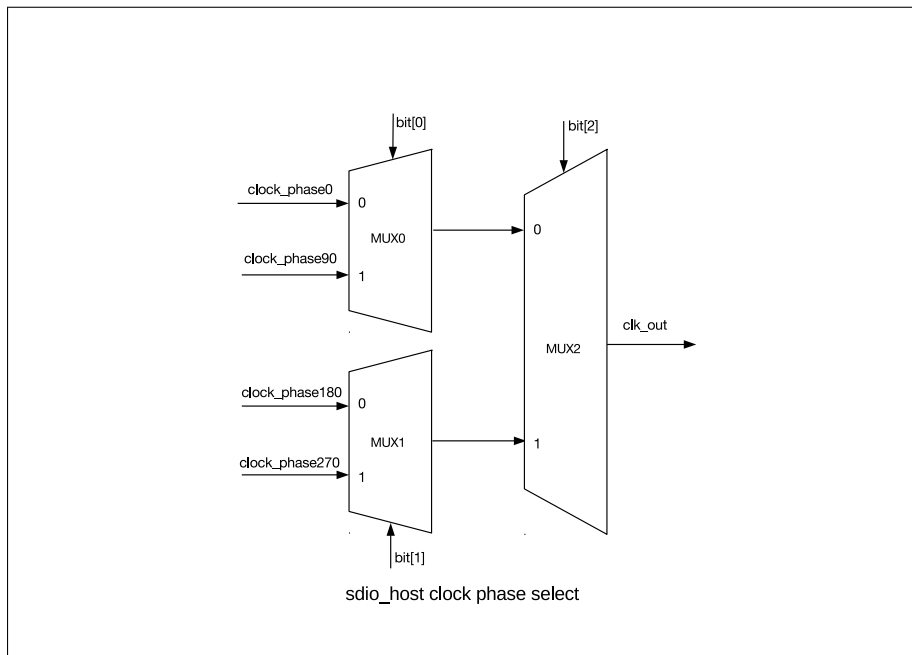 bit[0]
bit[2]
clock_phase0
0
MUX0
0
clock_phase90
1
clk_out
MUX2
clock_phase180
0
MUX1
1
clock_phase270
1
bit[1]
sdio_host clock phase select